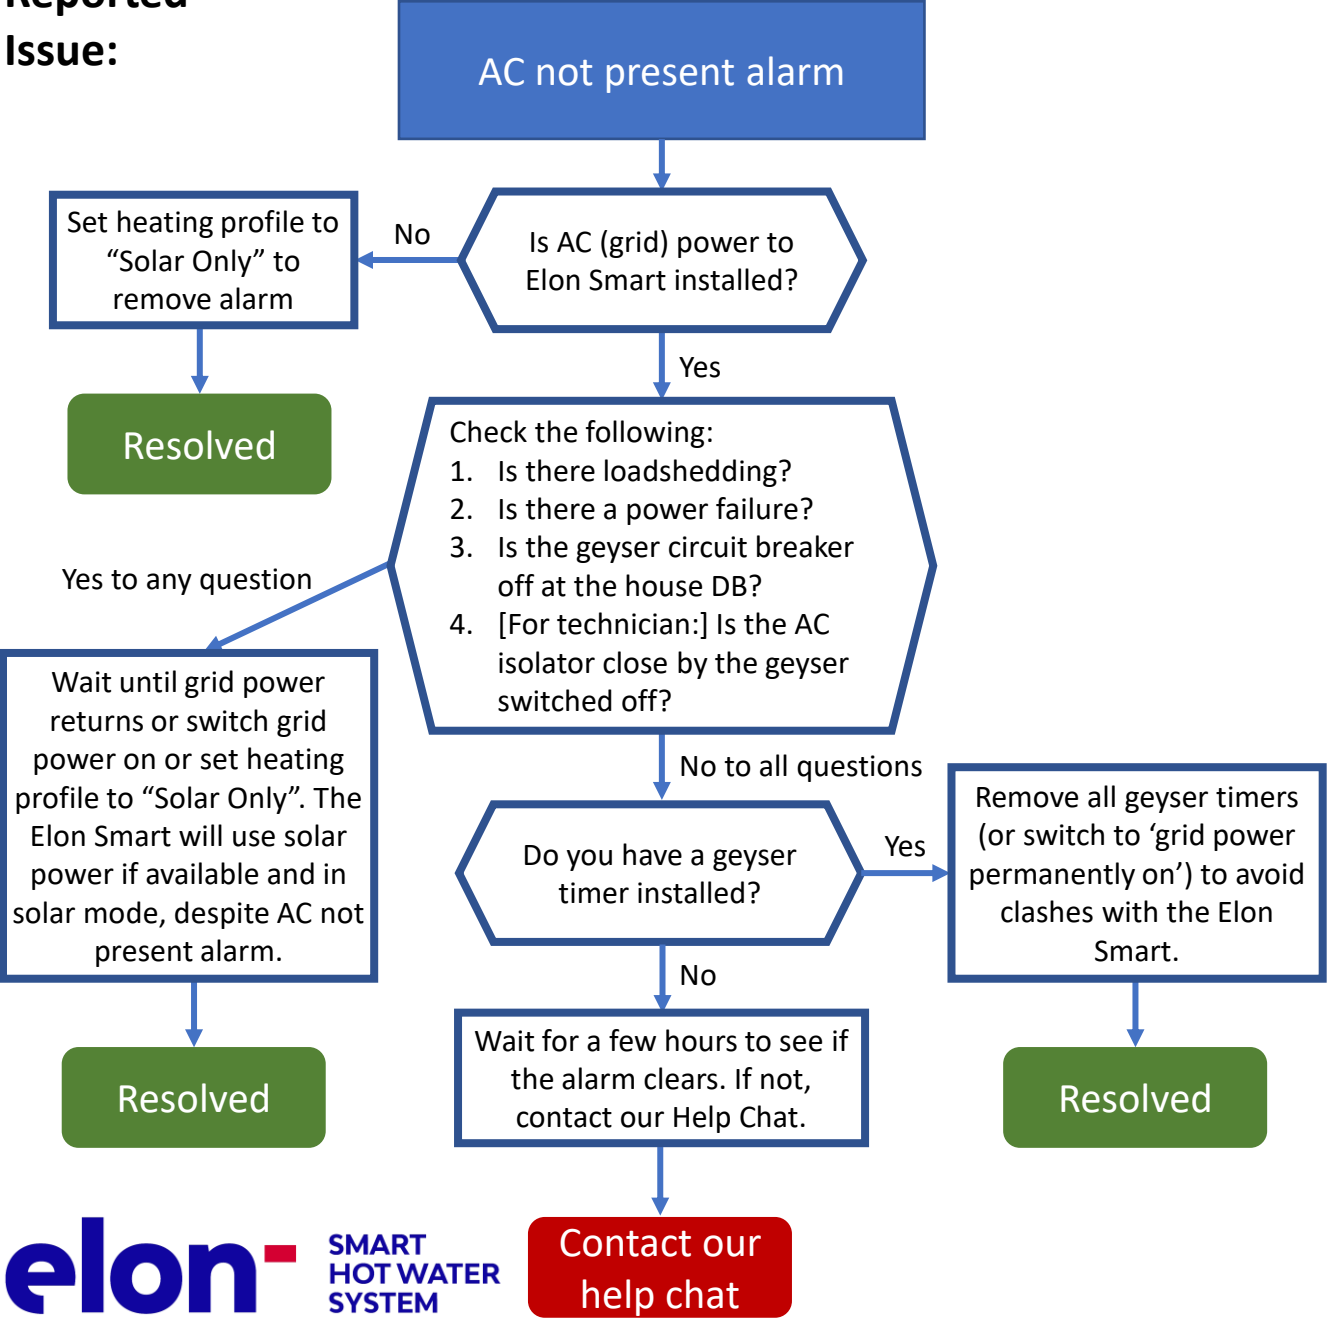 Reported
Issue:
AC not present alarm
Set heating profile to
“Solar Only” to
remove alarm
No
Is AC (grid) power to
Elon Smart installed?
Yes
Resolved
Check the following:
1. Is there loadshedding?
2. Is there a power failure?
3. Is the geyser circuit breaker
off at the house DB?
4. [For technician:] Is the AC
isolator close by the geyser
switched off?
Yes to any question
Wait until grid power
returns or switch grid
power on or set heating
profile to “Solar Only”. The
Elon Smart will use solar
power if available and in
solar mode, despite AC not
present alarm.
Resolved
No to all questions
Do you have a geyser
timer installed?
Yes
Remove all geyser timers
(or switch to ‘grid power
permanently on’) to avoid
clashes with the Elon
Smart.
Resolved
No
Wait for a few hours to see if
the alarm clears. If not,
contact our Help Chat.
Contact our
help chat
elon
SMART
HOT WATER
SYSTEM